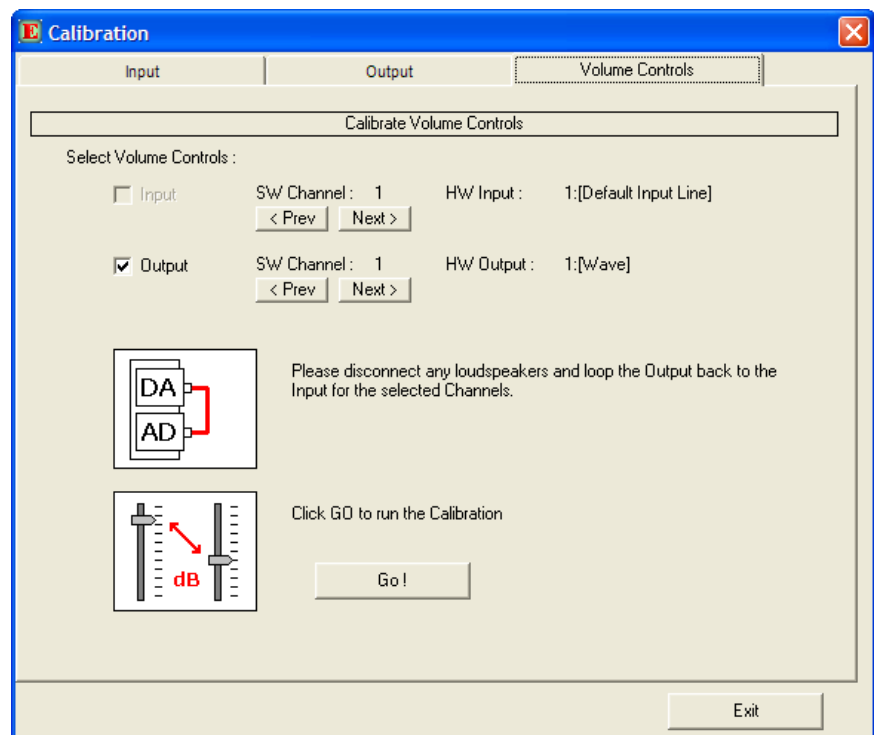 E Calibration
Input Output Volume Controls
Calibrate Volume Controls
Select Volume Controls :
Input SW Channel : 1 HW Input : 1:[Default Input Line]
< Prev Next >
Output SW Channel : 1 HW Output : 1:[Wave]
< Prev Next >
DA
AD
Please disconnect any loudspeakers and loop the Output back to the
Input for the selected Channels.
dB
Click GO to run the Calibration
Go !
Exit